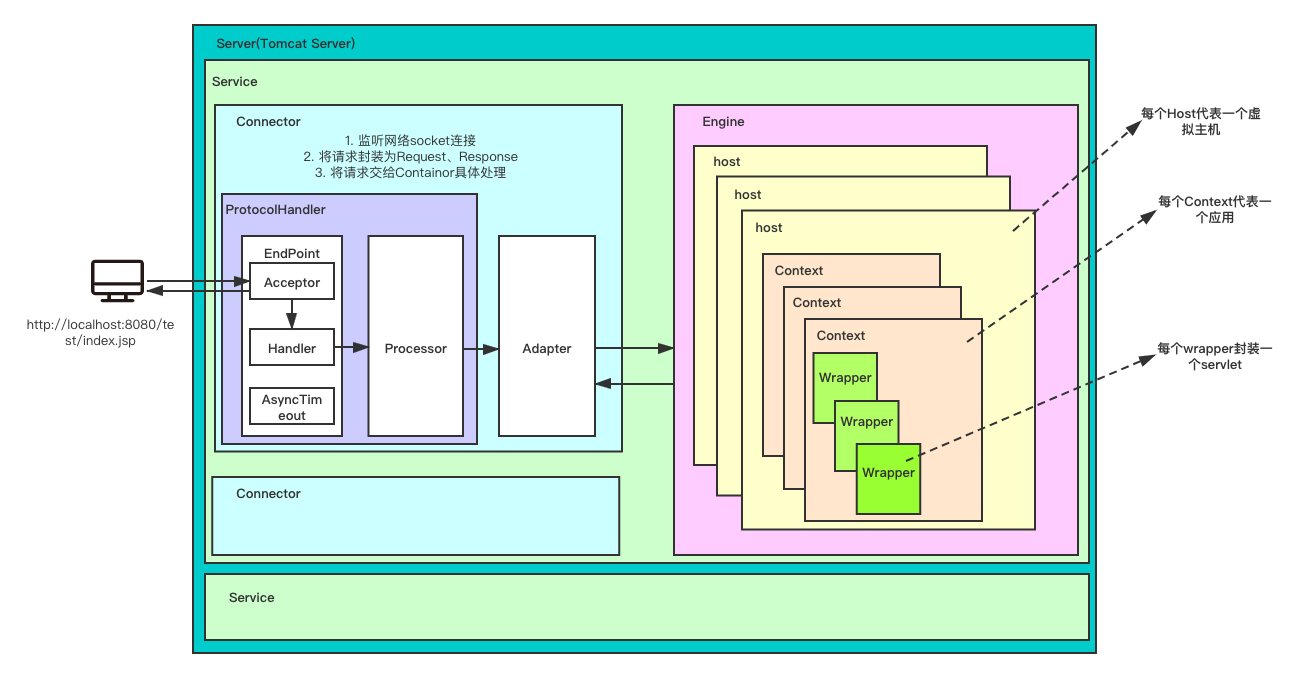 Server(Tomcat Server)
Service
Connector
1. 监听网络socket连接
2. 将请求封装为Request、Response
3. 将请求交给Containor具体处理
ProtocolHandler
EndPoint
Acceptor
Handler
AsyncTim
eout
Processor
Adapter
http://localhost:8080/te
st/index.jsp
Connector
Engine
host
host
host
Context
Context
Context
Wrapper
Wrapper
Wrapper
每个Host代表一个虚
拟主机
每个Context代表一
个应用
每个wrapper封装一
个servlet
Service